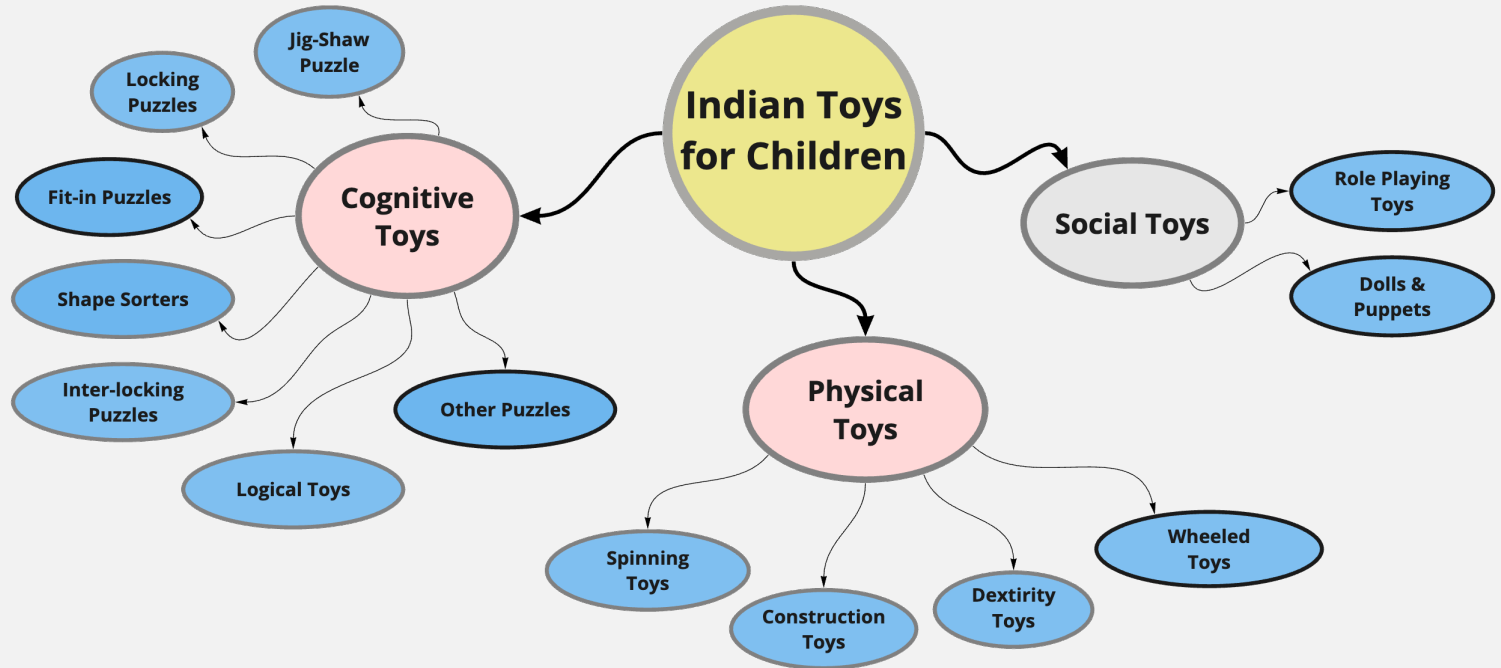 Indian Toys
for Children
Cognitive
Toys
Jig-Shaw
Puzzle
Locking
Puzzles
Fit-in Puzzles
Shape Sorters
Inter-locking
Puzzles
Logical Toys
Other Puzzles
Physical
Toys
Spinning
Toys
Construction
Toys
Dextirity
Toys
Wheeled
Toys
Social Toys
Role Playing
Toys
Dolls &
Puppets